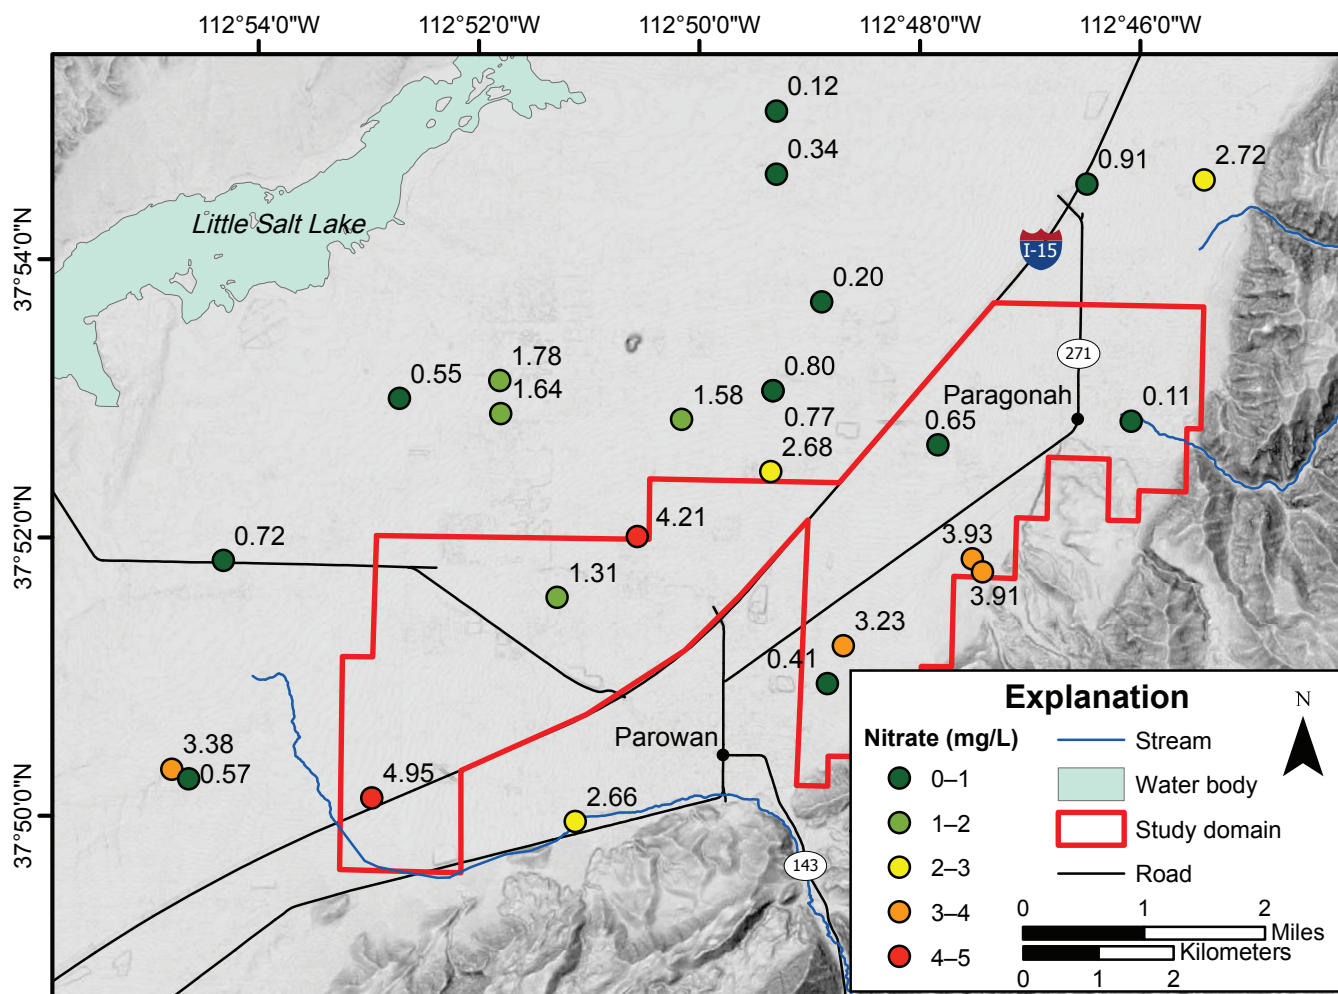 112°54'0"W 112°52'0"W 112°50'0"W 112°48'0"W 112°46'0"W
0.12
0.34
0.91
2.72
Little Salt Lake
37°54'0"N
I-15
0.20
271
1.78
0.55
1.64
0.80
1.58
0.77
Paragonah
0.11
0.65
2.68
4.21
37°52'0"N
0.72
3.93
1.31
3.91
3.23
0.41
Parowan
3.38
0.57
4.95
2.66
37°50'0"N
143
Explanation
N
Nitrate (mg/L)
0–1
1–2
2–3
3–4
4–5
Stream
Water body
Study domain
Road
0 1 2
Miles
Kilometers
0 1 2